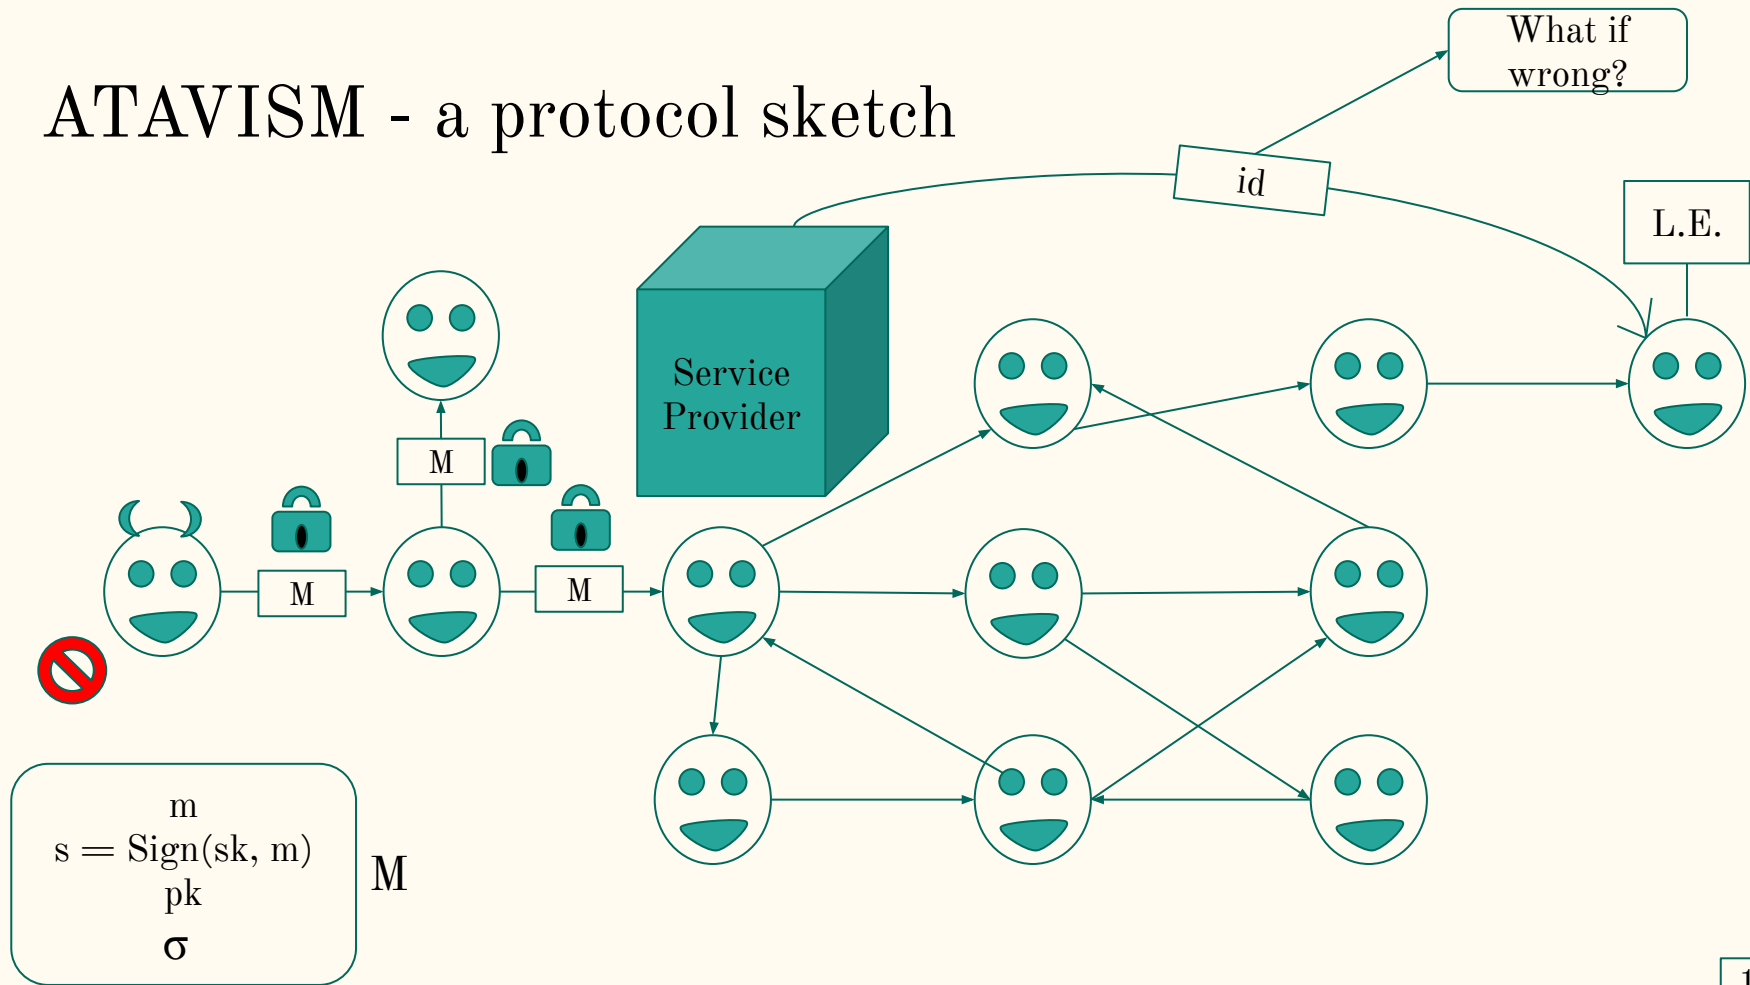 What if
wrong?
ATAVISM - a protocol sketch
id
L.E.
Service
Provider
M
M
M
m
s = Sign(sk, m)
pk
σ
M